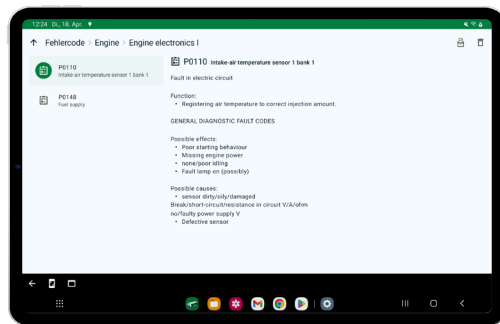 12:24 Di., 18. Apr.
Fehlercode > Engine > Engine electronics I
P0110
Intake-air temperature sensor 1 bank 1
P0148
Fuel supply
P0110 Intake-air temperature sensor 1 bank 1
Fault in electric circuit
Function:
• Registering air temperature to correct injection amount.
GENERAL DIAGNOSTIC FAULT CODES
Possible effects:
• Poor starting behaviour
• Missing engine power
• none/poor idling
• Fault lamp on (possibly)
Possible causes:
• sensor dirty/oily/damaged
Break/short-circuit/resistance in circuit V/A/ohm
no/faulty power supply V
• Defective sensor